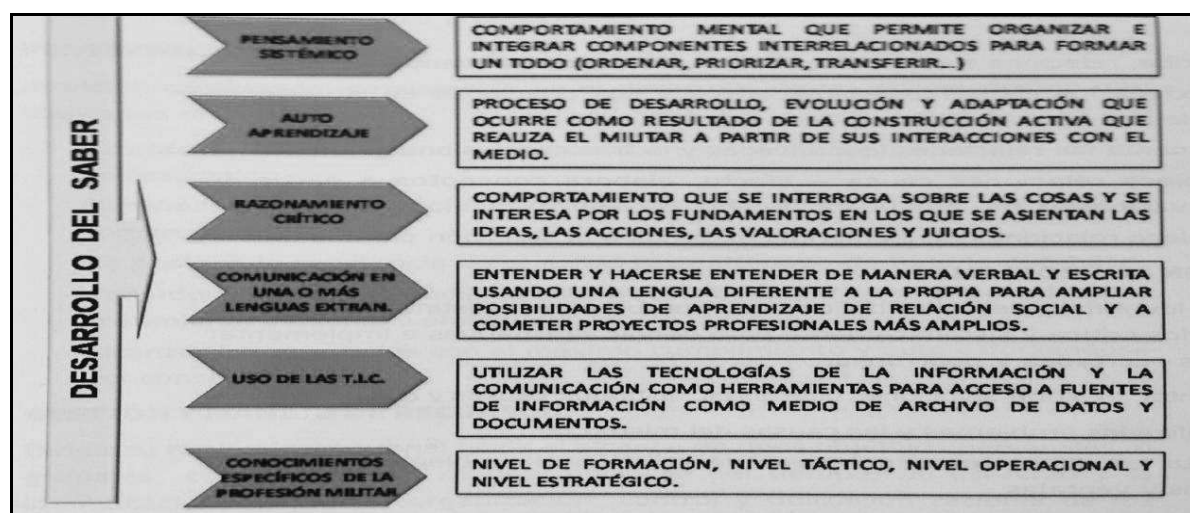 DESARROLLO DEL SABER
PENSAMIENTO
SISTÉMICO
COMPORTAMIENTO MENTAL QUE PERMITE ORGANIZAR E
INTEGRAR COMPONENTES INTERRELACIONADOS PARA FORMAR
UN TODO (ORDENAR, PRIORIZAR, TRANSFERIR...)
AUTO
APRENDIZAJE
PROCESO DE DESARROLLO, EVOLUCIÓN Y ADAPTACIÓN QUE
OCURRE COMO RESULTADO DE LA CONSTRUCCIÓN ACTIVA QUE
REALIZA EL MILITAR A PARTIR DE SUS INTERACCIONES CON EL
MEDIO.
RAZONAMIENTO
CRÍTICO
COMPORTAMIENTO QUE SE INTERROGA SOBRE LAS COSAS Y SE
INTERESA POR LOS FUNDAMENTOS EN LOS QUE SE ASIENTAN LAS
IDEAS, LAS ACCIONES, LAS VALORACIONES Y JUICIOS.
COMUNICACIÓN EN
UNA O MÁS
LENGUAS EXTRAN.
ENTENDER Y HACERSE ENTENDER DE MANERA VERBAL Y ESCRITA
USANDO UNA LENGUA DIFERENTE A LA PROPIA PARA AMPLIAR
POSIBILIDADES DE APRENDIZAJE DE RELACIÓN SOCIAL Y A
COMETER PROYECTOS PROFESIONALES MÁS AMPLIOS.
USO DE LAS T.I.C.
UTILIZAR LAS TECNOLOGÍAS DE LA INFORMACIÓN Y LA
COMUNICACIÓN COMO HERRAMIENTAS PARA ACCESO A FUENTES
DE INFORMACIÓN COMO MEDIO DE ARCHIVO DE DATOS Y
DOCUMENTOS.
CONOCIMIENTOS
ESPECÍFICOS DE LA
PROFESIÓN MILITAR
NIVEL DE FORMACIÓN, NIVEL TÁCTICO, NIVEL OPERACIONAL Y
NIVEL ESTRATÉGICO.